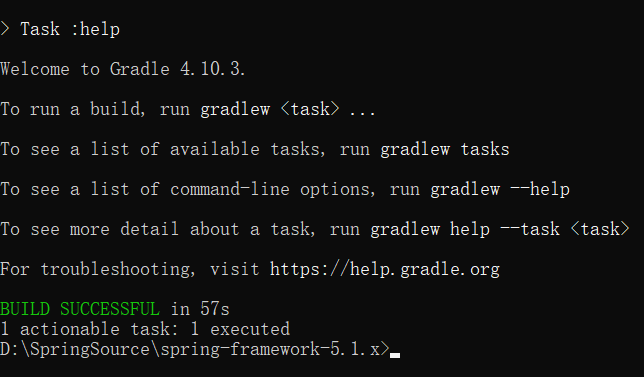 > Task :help
Welcome to Gradle 4.10.3.
To run a build, run gradlew <task> ...
To see a list of available tasks, run gradlew tasks
To see a list of command-line options, run gradlew --help
To see more detail about a task, run gradlew help --task <task>
For troubleshooting, visit https://help.gradle.org
BUILD SUCCESSFUL in 57s
1 actionable task: 1 executed
D:\SpringSource\spring-framework-5.1.x>